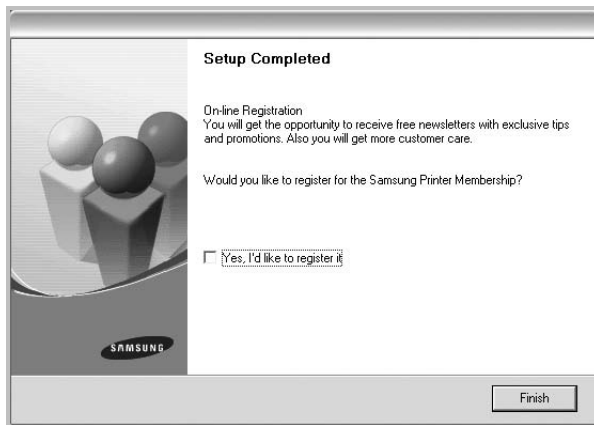 Setup Completed
On-line Registration
You will get the opportunity to receive free newsletters with exclusive tips
and promotions. Also you will get more customer care.
Would you like to register for the Samsung Printer Membership?
Yes, I'd like to register it
SAMSUNG
Finish